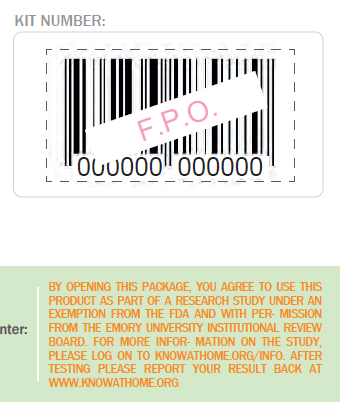 KIT NUMBER:
F.P.O.
000000 000000
BY OPENING THIS PACKAGE, YOU AGREE TO USE THIS
PRODUCT AS PART OF A RESEARCH STUDY UNDER AN
EXEMPTION FROM THE FDA AND WITH PER- MISSION
nter: FROM THE EMORY UNIVERSITY INSTITUTIONAL REVIEW
BOARD. FOR MORE INFOR- MATION ON THE STUDY,
PLEASE LOG ON TO KNOWATHOME.ORG/INFO. AFTER
TESTING PLEASE REPORT YOUR RESULT BACK AT
WWW.KNOWATHOME.ORG